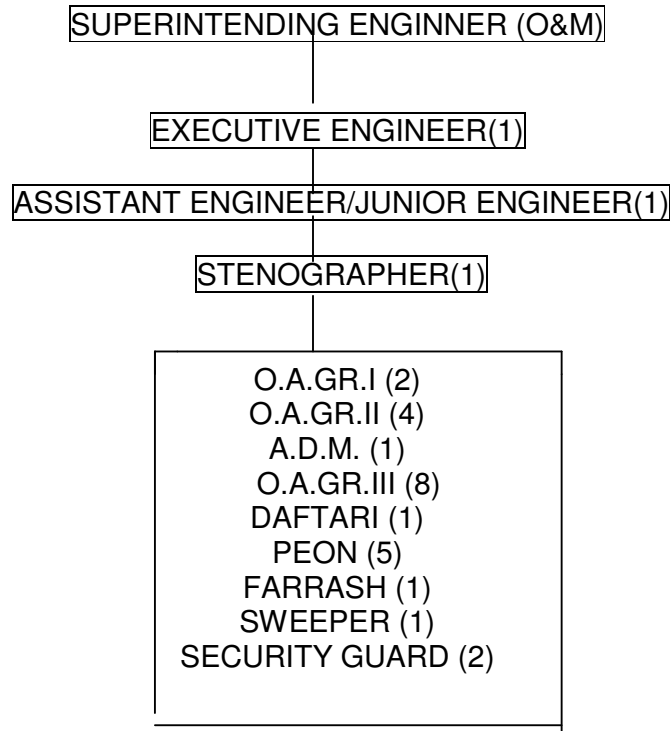 SUPERINTENDING ENGINNER (O&M)
EXECUTIVE ENGINEER(1)
ASSISTANT ENGINEER/JUNIOR ENGINEER(1)
STENOGRAPHER(1)
O.A.GR.I (2)
O.A.GR.II (4)
A.D.M. (1)
O.A.GR.III (8)
DAFTARI (1)
PEON (5)
FARRASH (1)
SWEEPER (1)
SECURITY GUARD (2)